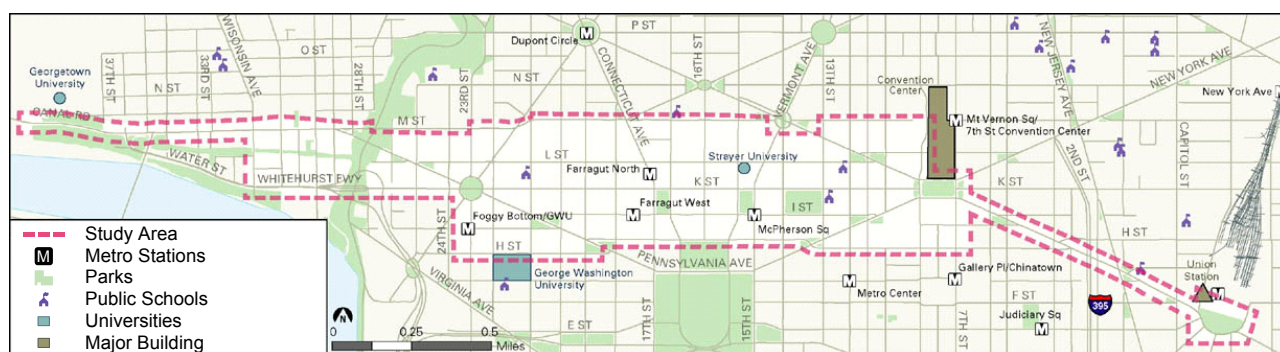 P ST
Dupont Circle
WISONSIN AVE
O ST
37TH ST
33RD ST
28TH ST
23RD ST
N ST
N ST
Georgetown
University
CANAL RD
M ST
WATER ST
WHITEHURST EWY
CONNECTICUT AVE
16TH ST
VERMONT AVE
13TH ST
Convention
Center
NEW JERSEY AVE
NEW YORK AVE
New York Ave
Mt Vernon Sq/
7th St Convention Center
L ST
Strayer University
Farragut North
K ST
K ST
2ND ST
CAPITOL ST
Farragut West
I ST
McPherson Sq
24TH ST
Foggy Bottom/GWU
H ST
H ST
PENNSYLVANIA AVE
George Washington
University
VIRGINIA AVE
Metro Center
Gallery Pl/Chinatown
Union
Station
F ST
Judiciary Sq
395
E ST
17TH ST
15TH ST
7TH ST
Study Area
M
Metro Stations
Parks
Public Schools
Universities
Major Building
N
0
0.25
0.5
Miles